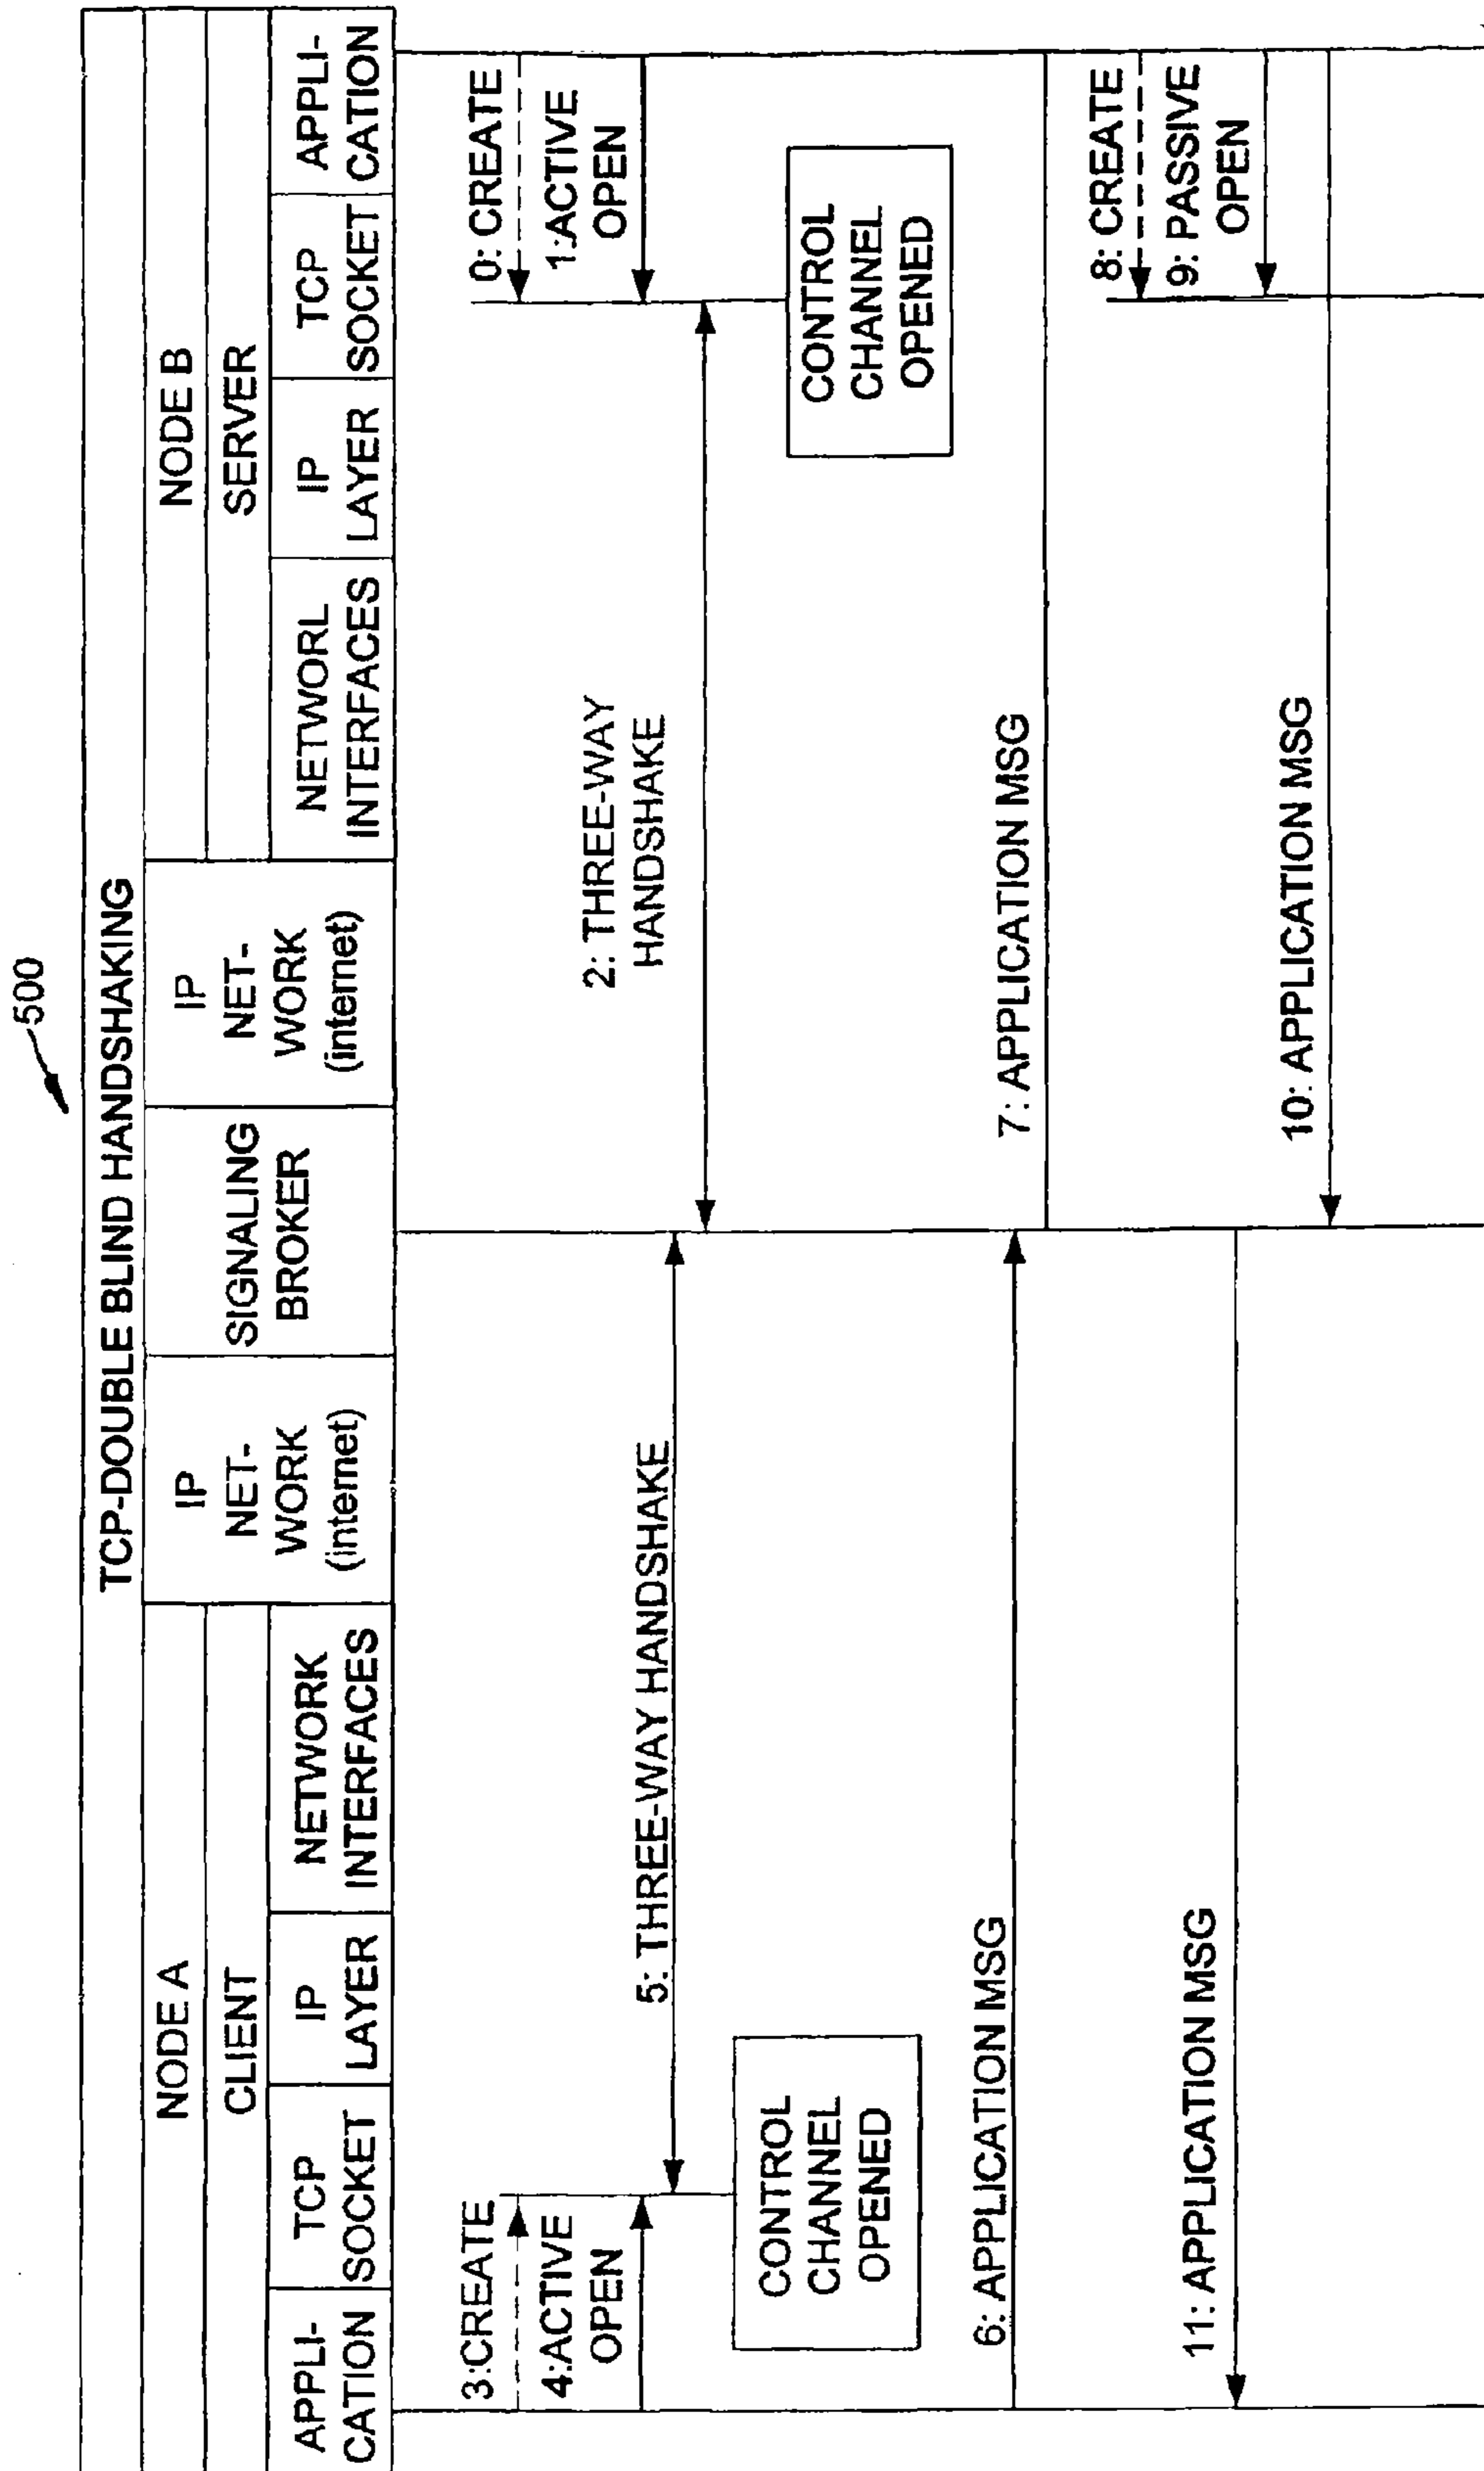 500
TCP-DOUBLE BLIND HANDSHAKING
NODE A
IP
NET-
WORK
(internet)
SIGNALING
BROKER
IP
NET-
WORK
(internet)
NODE B
CLIENT
SERVER
APPLI-
CATION
TCP
SOCKET
IP
LAYER
NETWORK
INTERFACES
NETWORL
INTERFACES
IP
LAYER
TCP
SOCKET
APPLI-
CATION
0: CREATE
1:ACTIVE
OPEN
2: THREE-WAY
HANDSHAKE
CONTROL
CHANNEL
OPENED
3:CREATE
4:ACTIVE
OPEN
5: THREE-WAY HANDSHAKE
CONTROL
CHANNEL
OPENED
6: APPLICATION MSG
7: APPLICATION MSG
8: CREATE
9: PASSIVE
OPEN
10: APPLICATION MSG
11: APPLICATION MSG